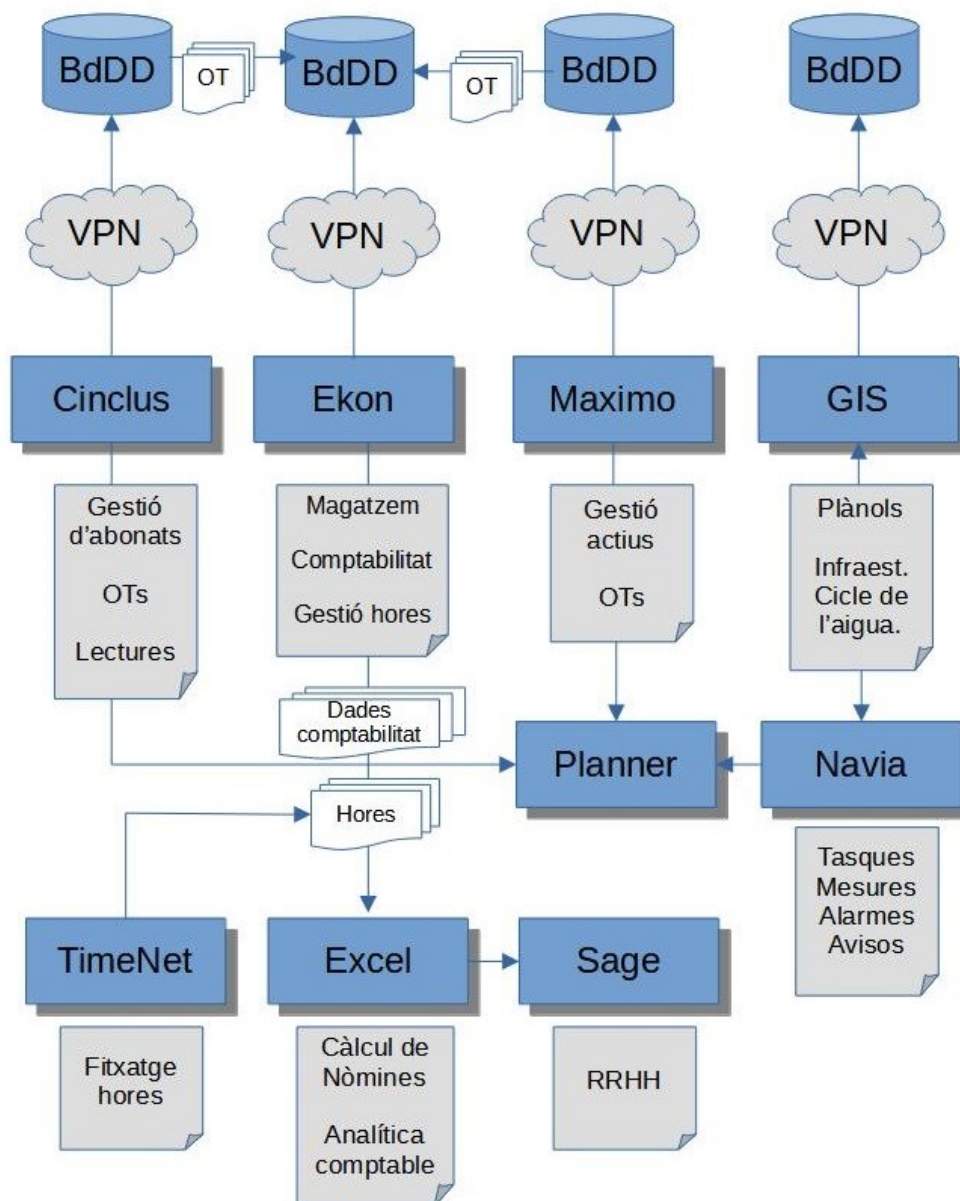 BdDD
OT
BdDD
OT
BdDD
BdDD
VPN
VPN
VPN
VPN
Cinclus
Ekon
Maximo
GIS
Gestió
d’abonats
OTs
Lectures
Magatzem
Comptabilitat
Gestió hores
Gestió
actius
OTs
Plànols
Infraest.
Cicle de
l’aigua.
Dades
comptabilitat
Planner
Navia
Hores
Tasques
Mesures
Alarmes
Avisos
TimeNet
Excel
Sage
Fitxatge
hores
Càlcul de
Nòmines
Analítica
comptable
RRHH